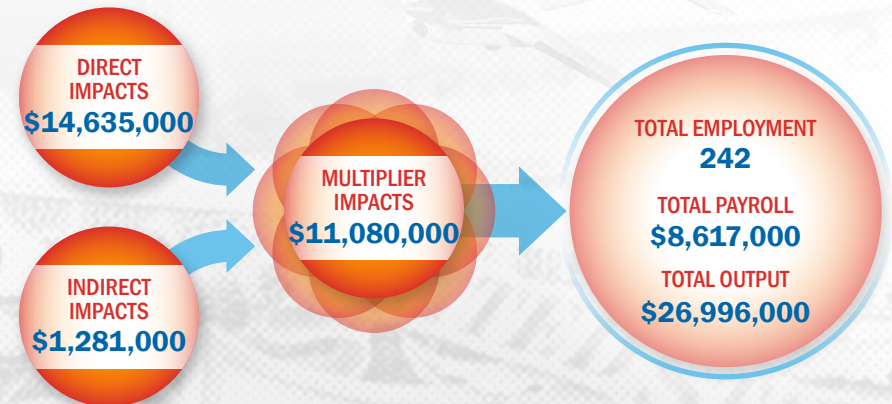 DIRECT
IMPACTS
$14,635,000
INDIRECT
IMPACTS
$1,281,000
MULTIPLIER
IMPACTS
$11,080,000
TOTAL EMPLOYMENT
242
TOTAL PAYROLL
$8,617,000
TOTAL OUTPUT
$26,996,000